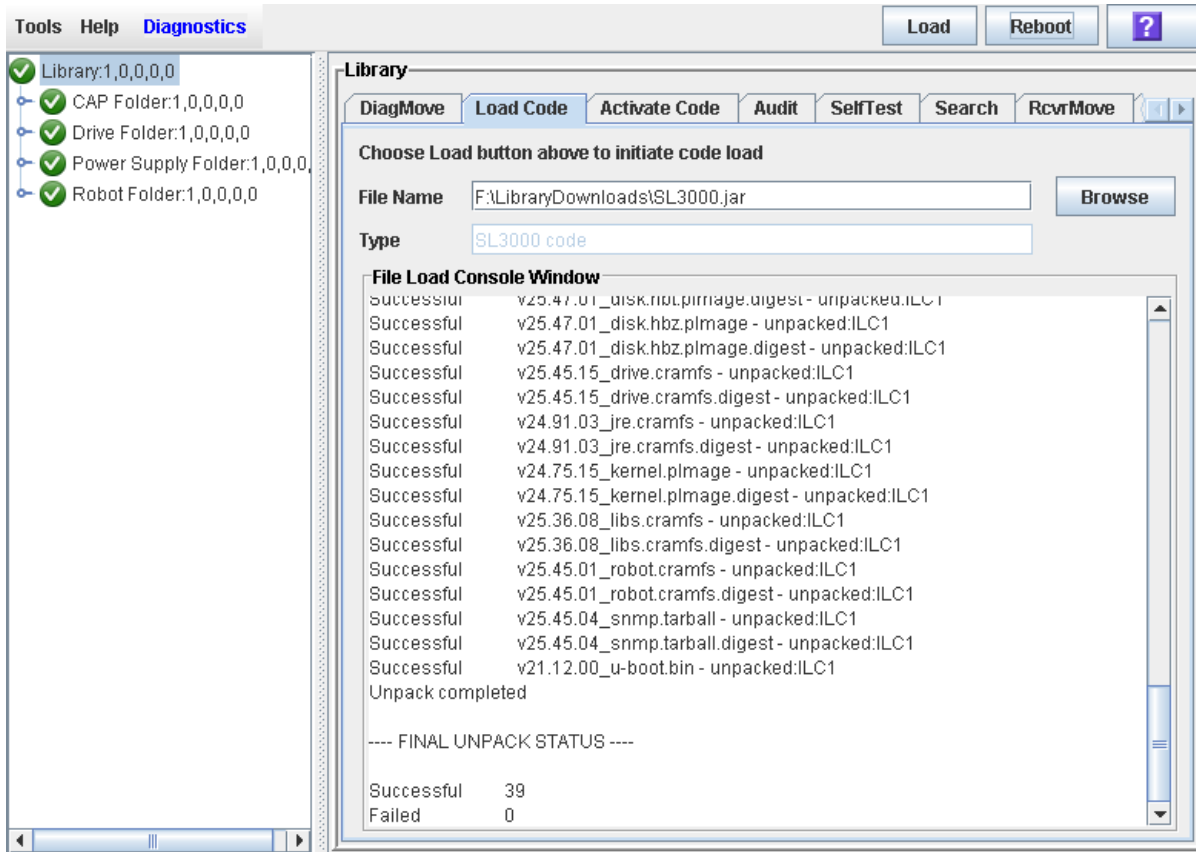 Tools Help Diagnostics
Load Reboot ?
Library:1,0,0,0,0
CAP Folder:1,0,0,0,0
Drive Folder:1,0,0,0,0
Power Supply Folder:1,0,0,0,
Robot Folder:1,0,0,0,0
Library
DiagMove Load Code Activate Code Audit SelfTest Search RcvrMove
Choose Load button above to initiate code load
File Name F:\LibraryDownloads\SL3000.jar Browse
Type SL3000 code
File Load Console Window
Successful v25.47.01_disk.hbt.pImage.digest - unpacked:ILC1
Successful v25.47.01_disk.hbz.pImage - unpacked:ILC1
Successful v25.47.01_disk.hbz.pImage.digest - unpacked:ILC1
Successful v25.45.15_drive.cramfs - unpacked:ILC1
Successful v25.45.15_drive.cramfs.digest - unpacked:ILC1
Successful v24.91.03_jre.cramfs - unpacked:ILC1
Successful v24.91.03_jre.cramfs.digest - unpacked:ILC1
Successful v24.75.15_kernel.pImage - unpacked:ILC1
Successful v24.75.15_kernel.pImage.digest - unpacked:ILC1
Successful v25.36.08_libs.cramfs - unpacked:ILC1
Successful v25.36.08_libs.cramfs.digest - unpacked:ILC1
Successful v25.45.01_robot.cramfs - unpacked:ILC1
Successful v25.45.01_robot.cramfs.digest - unpacked:ILC1
Successful v25.45.04_snmp.tarball - unpacked:ILC1
Successful v25.45.04_snmp.tarball.digest - unpacked:ILC1
Successful v21.12.00_u-boot.bin - unpacked:ILC1
Unpack completed
---- FINAL UNPACK STATUS ----
Successful 39
Failed 0